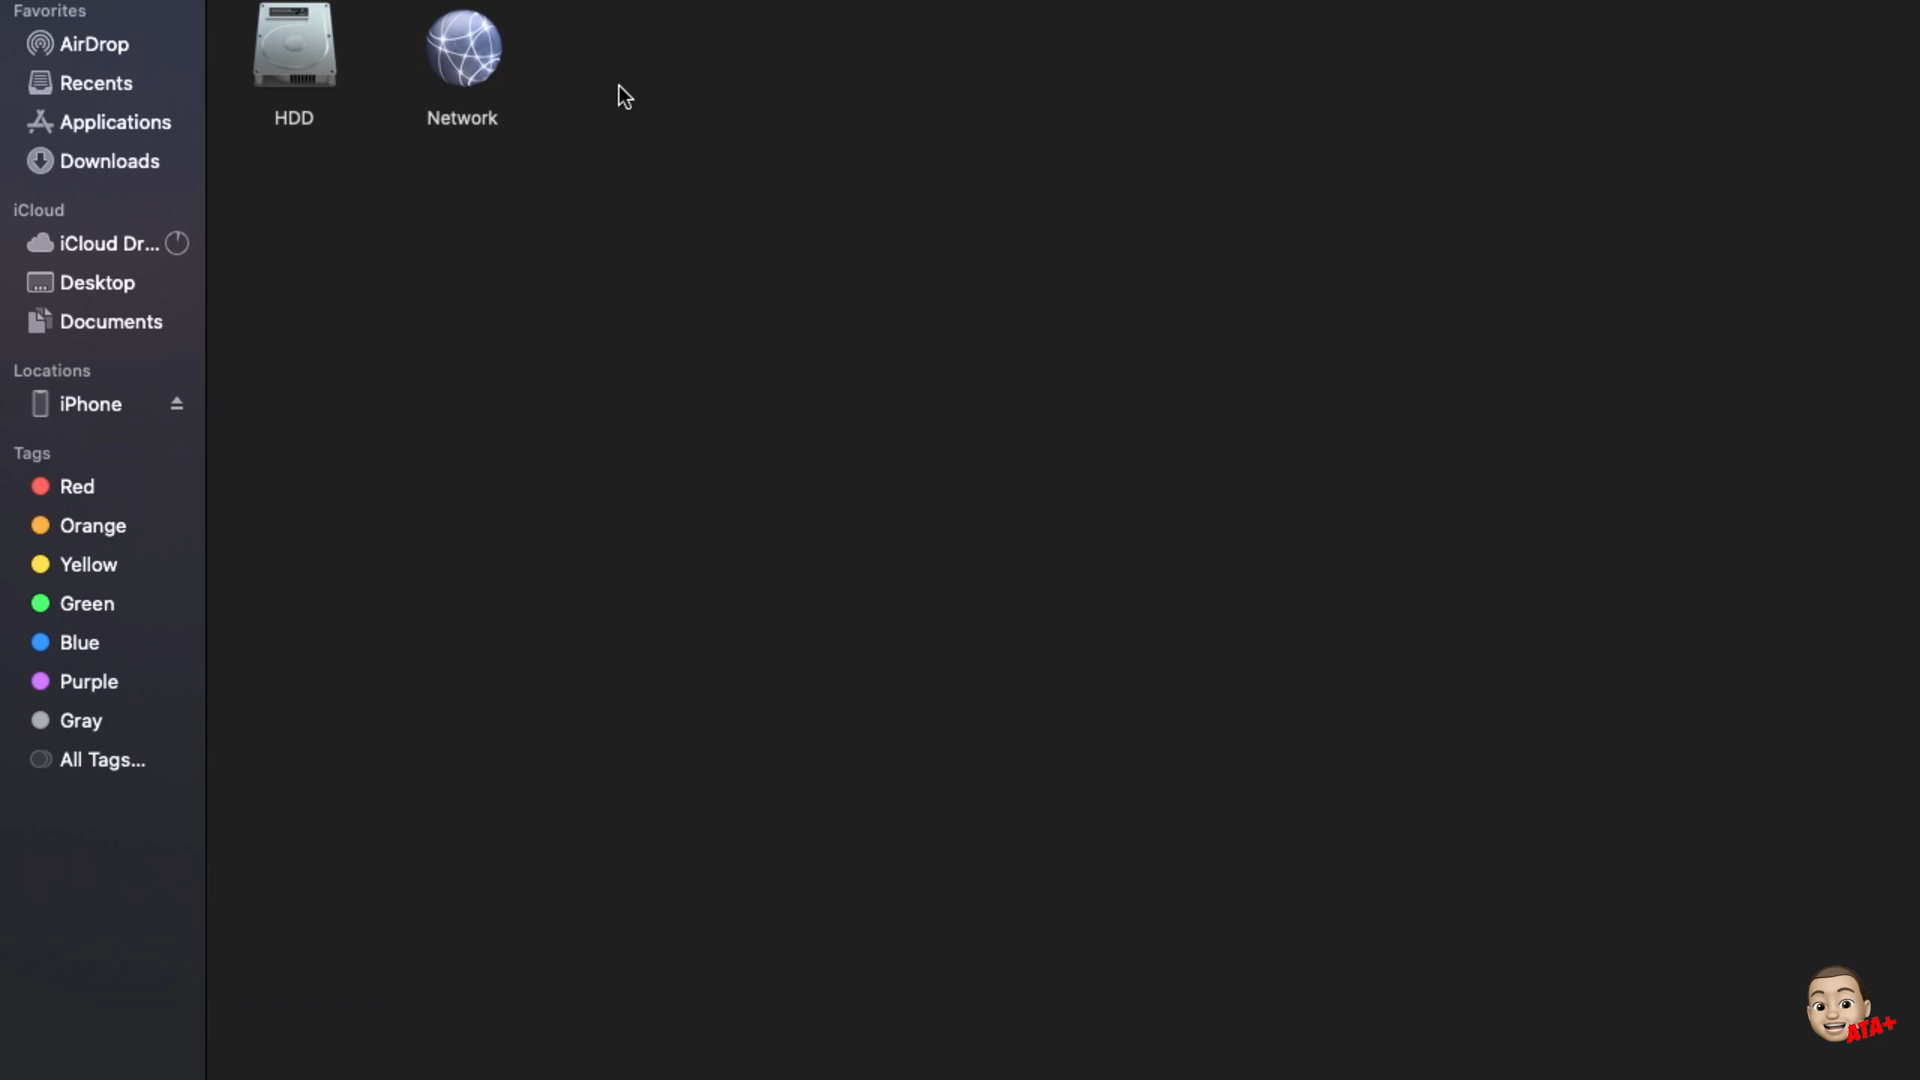 Favorites
AirDrop
Recents
Applications
Downloads
iCloud
iCloud Dr...
Desktop
Documents
Locations
iPhone
Tags
Red
Orange
Yellow
Green
Blue
Purple
Gray
All Tags...
HDD
Network
ATA+